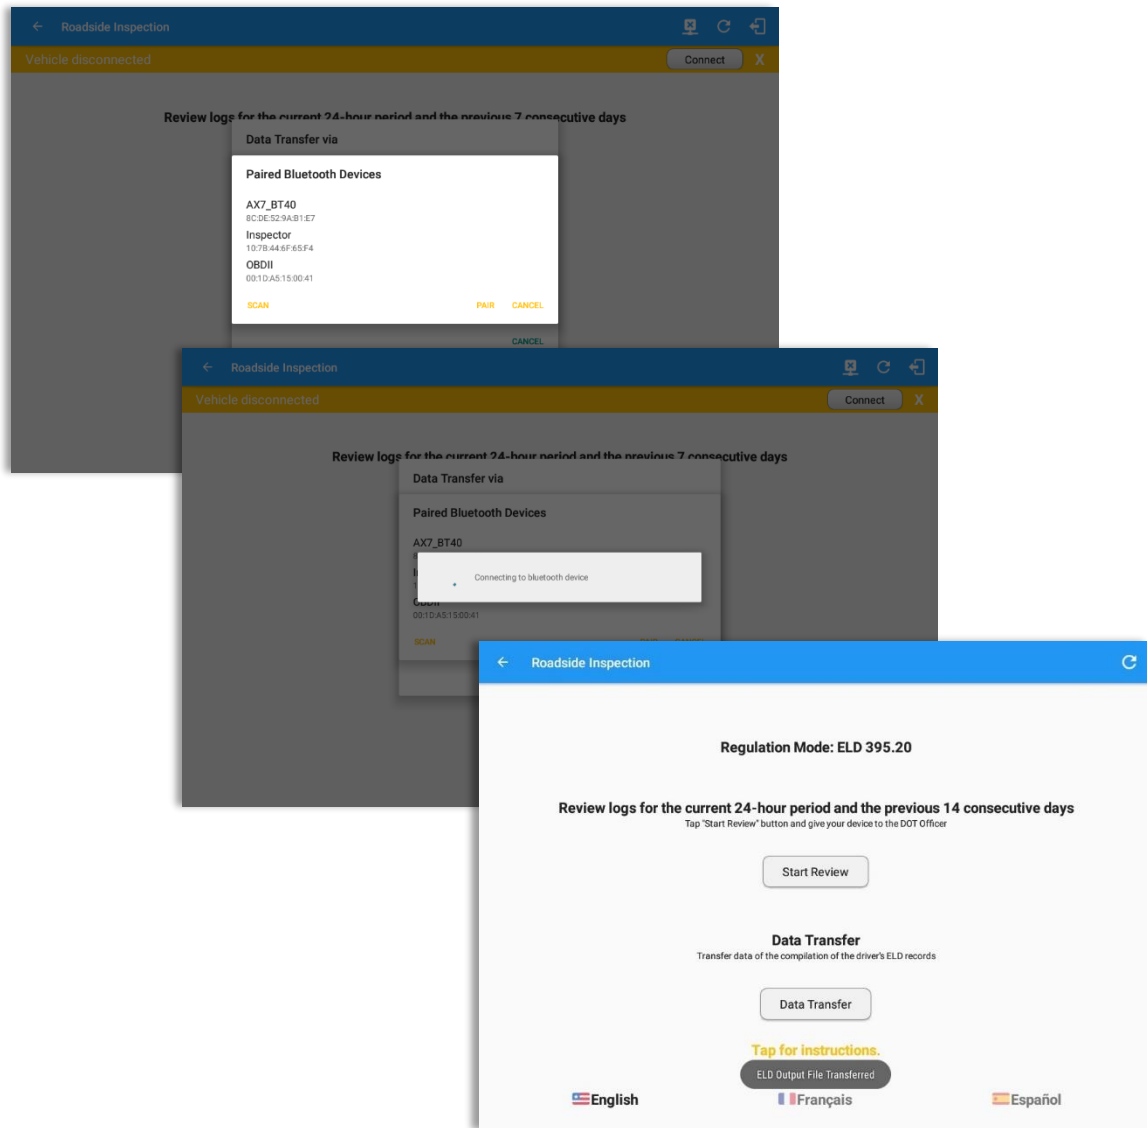 Roadside Inspection
Vehicle disconnected
Connect X
Review logs for the current 24-hour period and the previous 7 consecutive days
Data Transfer via
Paired Bluetooth Devices
AX7_BT40
8C:DE:52:9A:B1:E7
Inspector
10:7B:44:6F:65:F4
OBDII
00:1D:A5:15:00:41
SCAN PAIR CANCEL
CANCEL
Roadside Inspection
Vehicle disconnected
Connect X
Review logs for the current 24-hour period and the previous 7 consecutive days
Data Transfer via
Paired Bluetooth Devices
AX7_BT40
Connecting to bluetooth device
OBDII
00:1D:A5:15:00:41
SCAN
Roadside Inspection
Regulation Mode: ELD 395.20
Review logs for the current 24-hour period and the previous 14 consecutive days
Tap "Start Review" button and give your device to the DOT Officer
Start Review
Data Transfer
Transfer data of the compilation of the driver's ELD records
Data Transfer
Tap for instructions.
ELD Output File Transferred
English Français Español